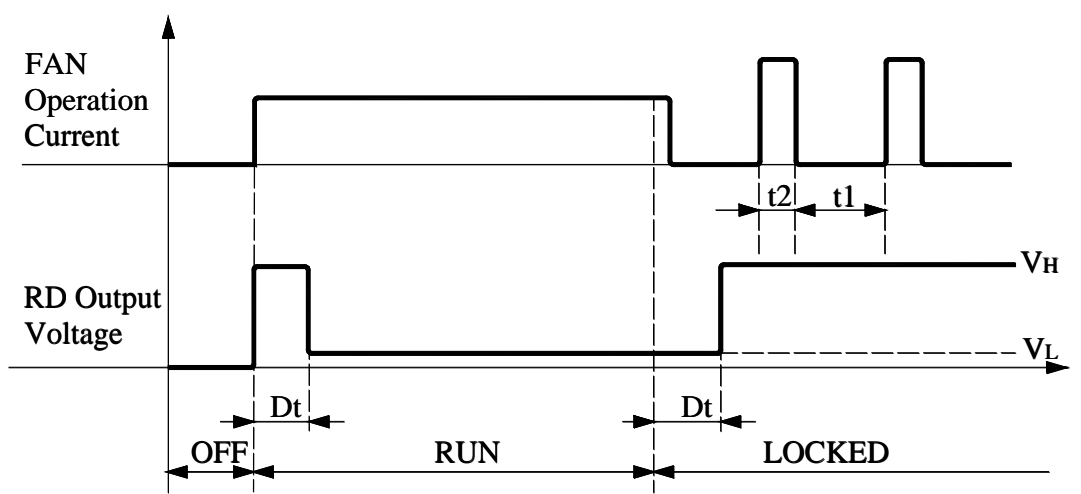 FAN
Operation
Current
t2 t1
VH
RD Output
Voltage
VL
Dt Dt
OFF RUN LOCKED